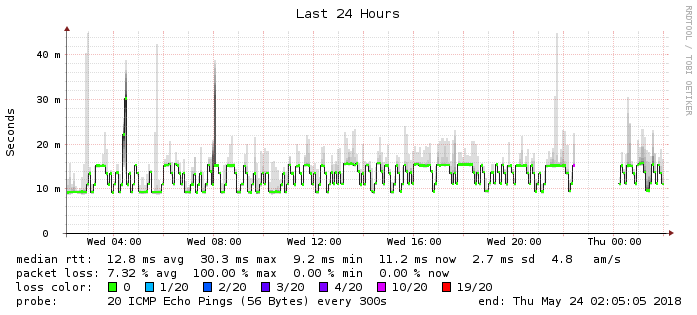 Last 24 Hours
RRDTOOL / TOBI OETIKER
Seconds
40 m
30 m
20 m
10 m
0
Wed 04:00 Wed 08:00 Wed 12:00 Wed 16:00 Wed 20:00 Thu 00:00
median rtt: 12.8 ms avg 30.3 ms max 9.2 ms min 11.2 ms now 2.7 ms sd 4.8 am/s
packet loss: 7.32 % avg 100.00 % max 0.00 % min 0.00 % now
loss color: 0 1/20 2/20 3/20 4/20 10/20 19/20
probe: 20 ICMP Echo Pings (56 Bytes) every 300s end: Thu May 24 02:05:05 2018